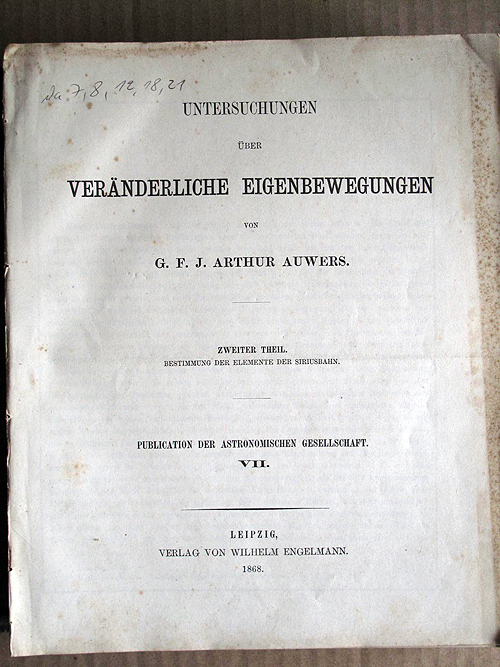 7, 8, 12, 18, 21
UNTERSUCHUNGEN
ÜBER
VERÄNDERLICHE EIGENBEWEGUNGEN
VON
G. F. J. ARTHUR AUWERS.
ZWEITER THEIL.
BESTIMMUNG DER ELEMENTE DER SIRIUSBAHN.
PUBLICATION DER ASTRONOMISCHEN GESELLSCHAFT.
VII.
LEIPZIG,
VERLAG VON WILHELM ENGELMANN.
1868.